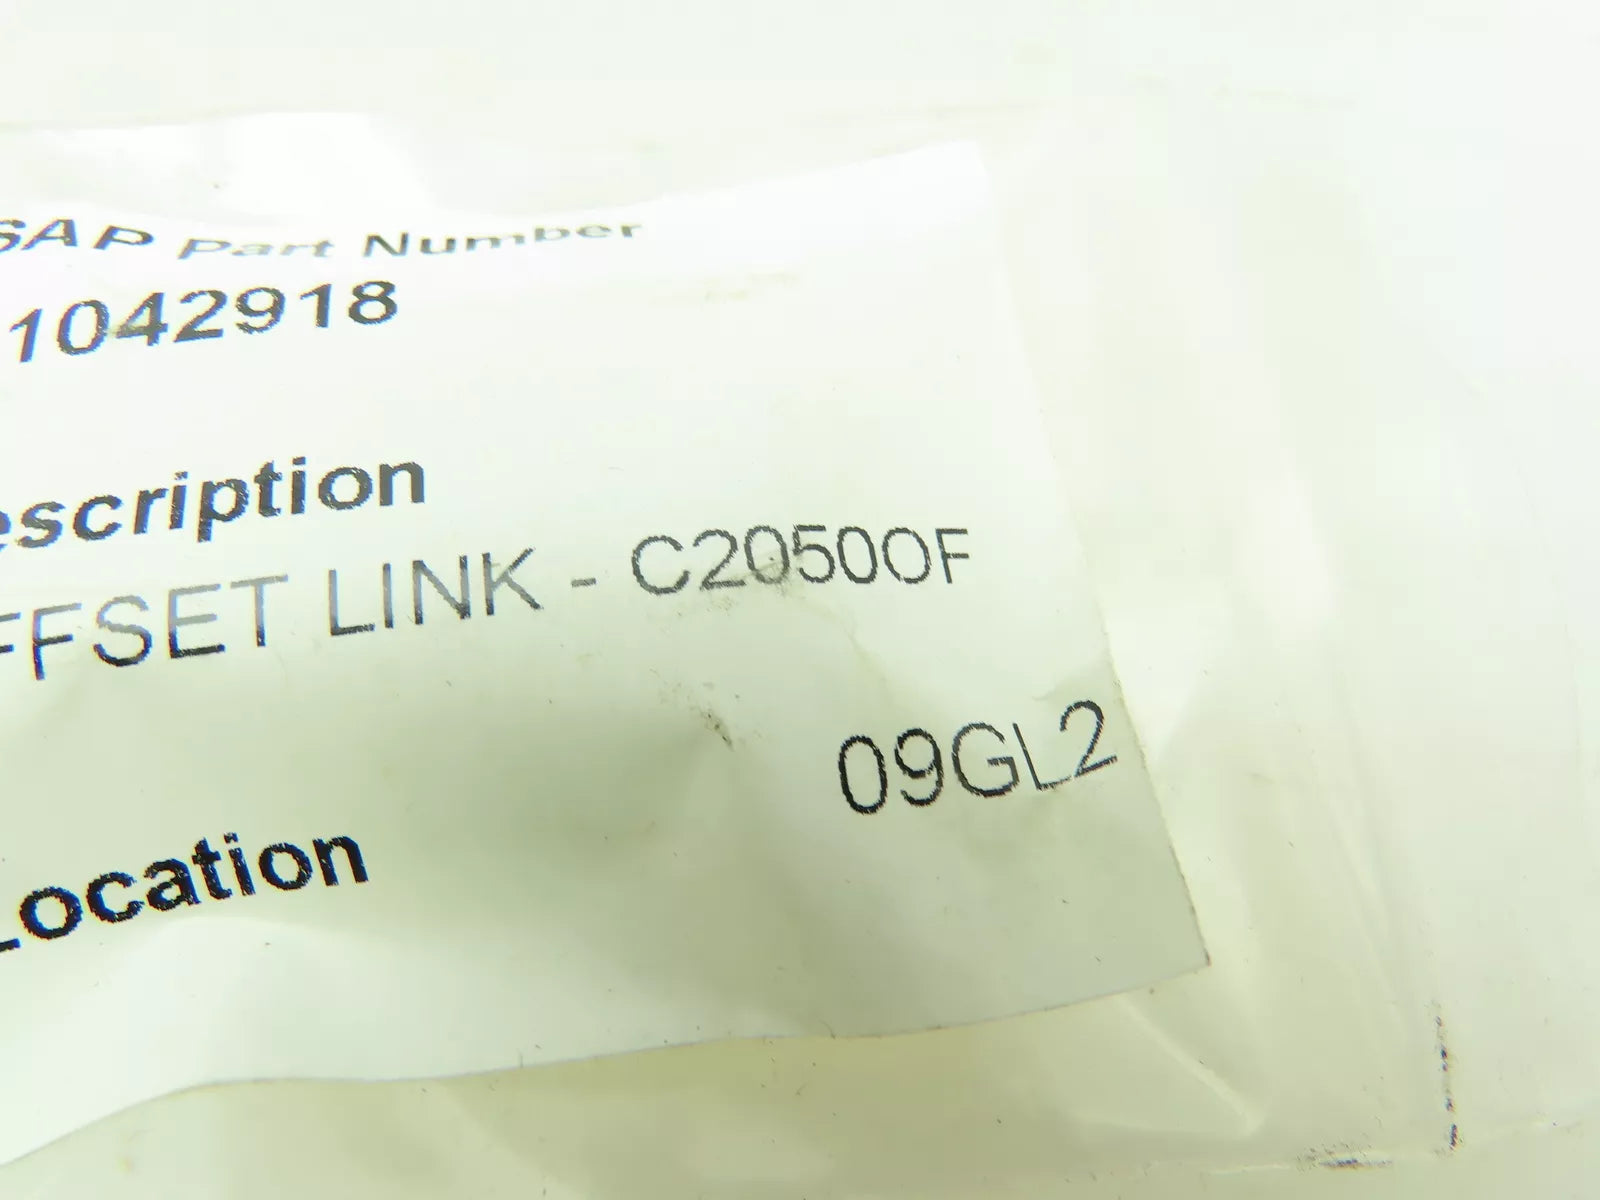 SAP Part Number
1042918
escription
FFSET LINK - C2050OF
09GL2
Location